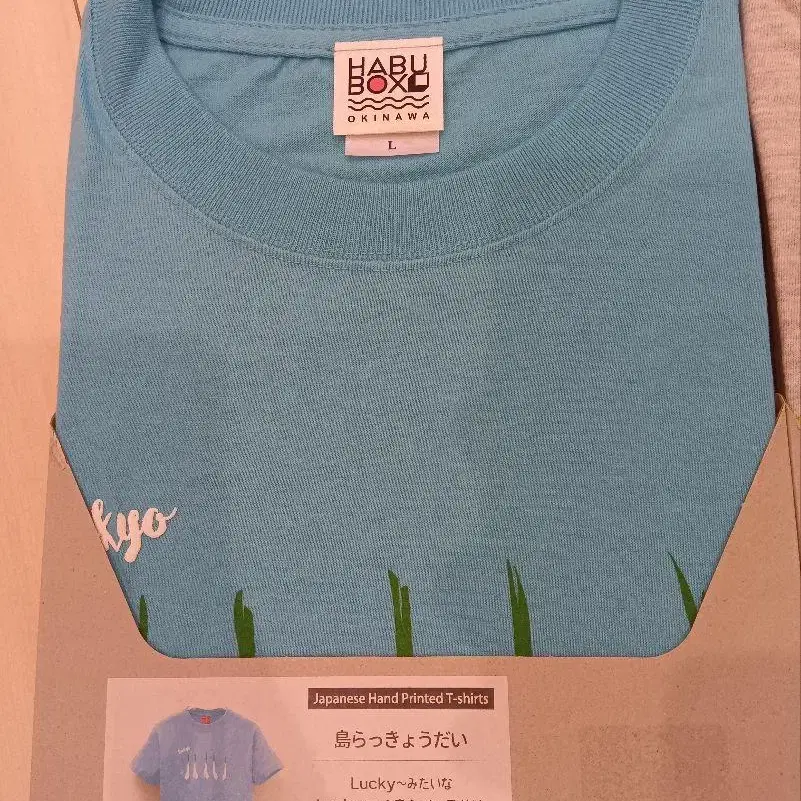 HABU
BOX
OKINAWA
L
kyo
Japanese Hand Printed T-shirts
島らっきょうだい
Lucky～みたいな